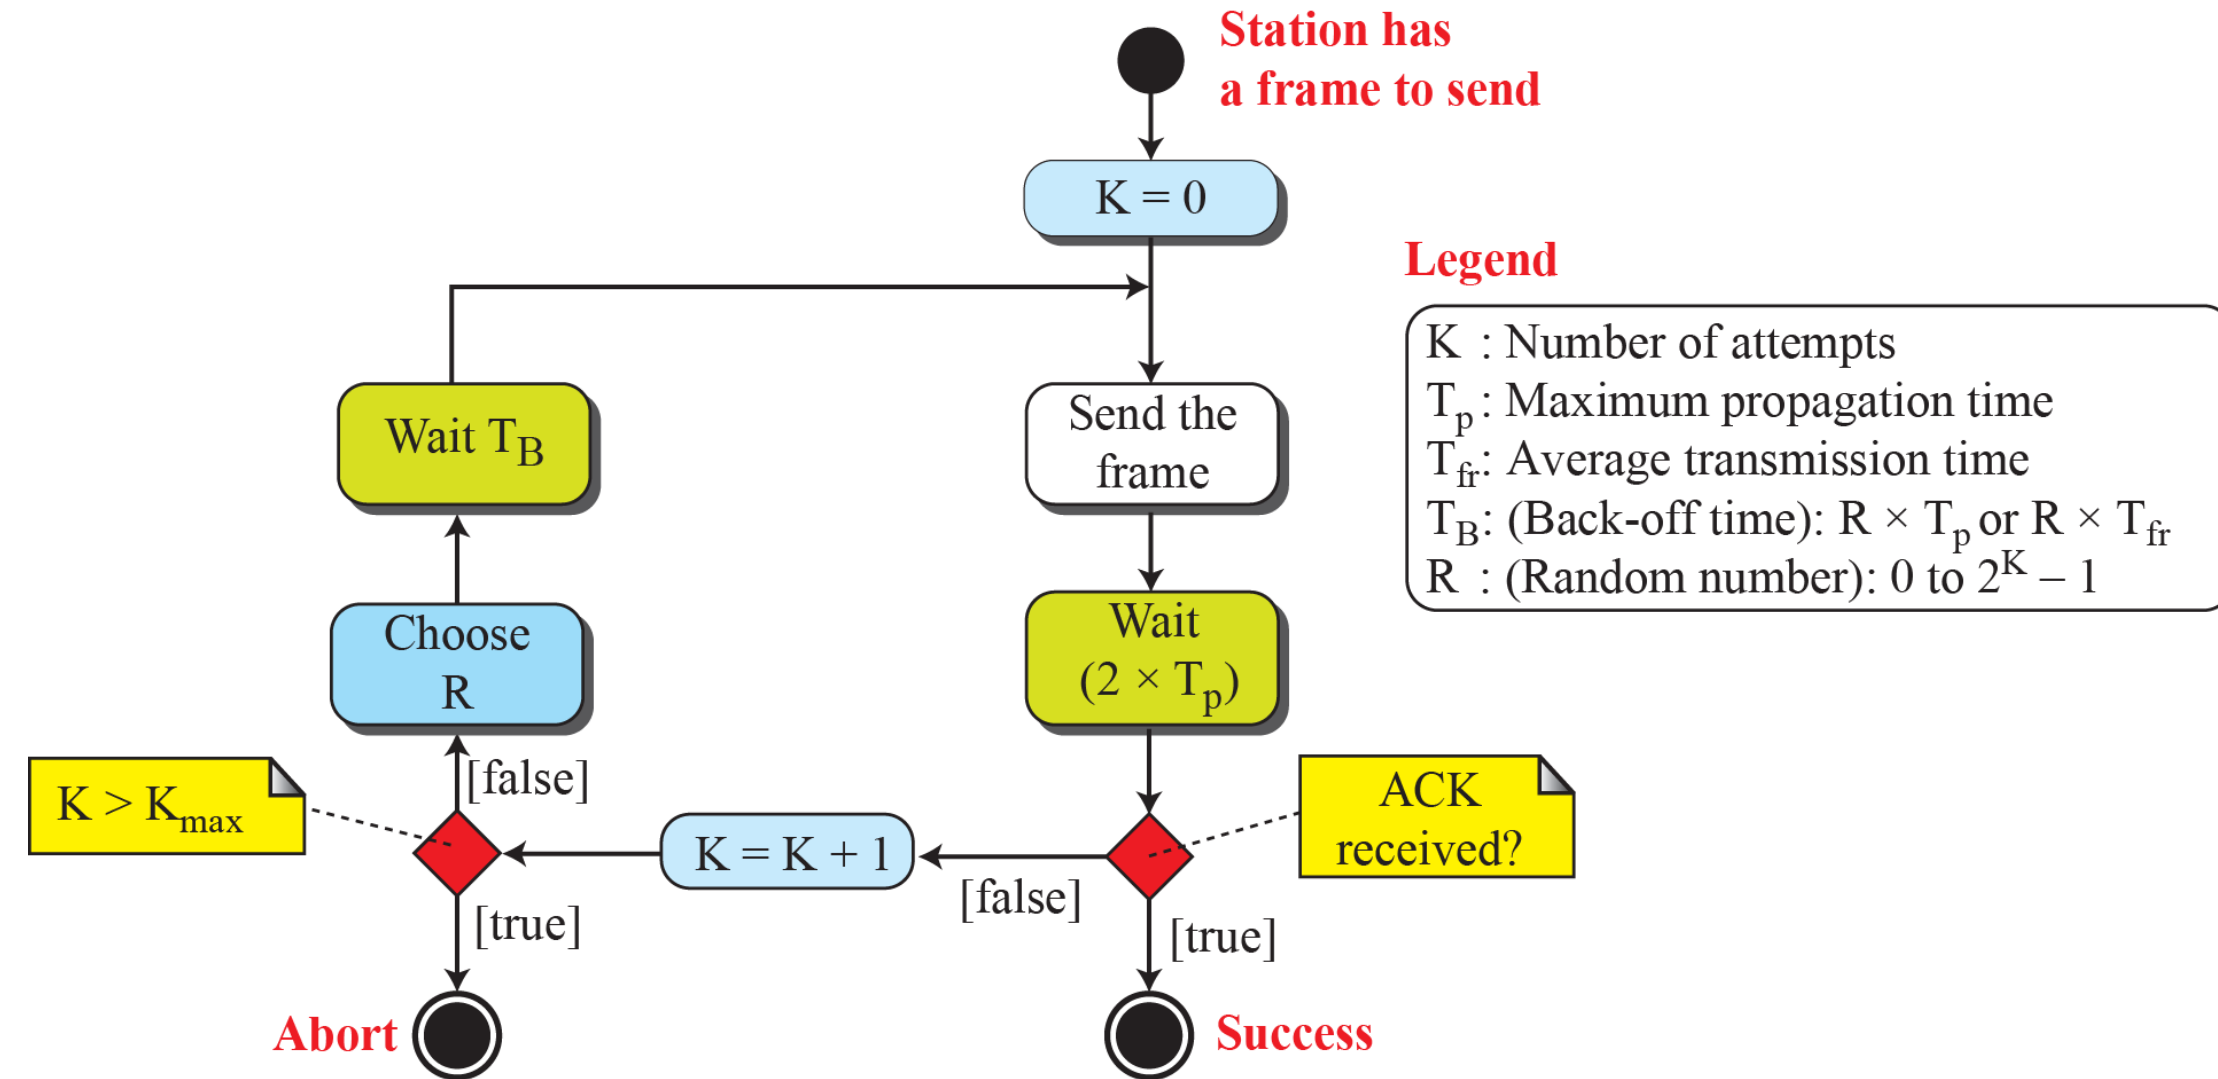 Station has
a frame to send
K = 0
Legend
K : Number of attempts
Tp : Maximum propagation time
Tfr: Average transmission time
TB: (Back-off time): R × Tp or R × Tfr
R : (Random number): 0 to 2^K – 1
Wait TB
Send the
frame
Choose
R
Wait
(2 × Tp)
K > Kmax
[false]
ACK
received?
K = K + 1
[false]
[true]
[true]
Abort
Success